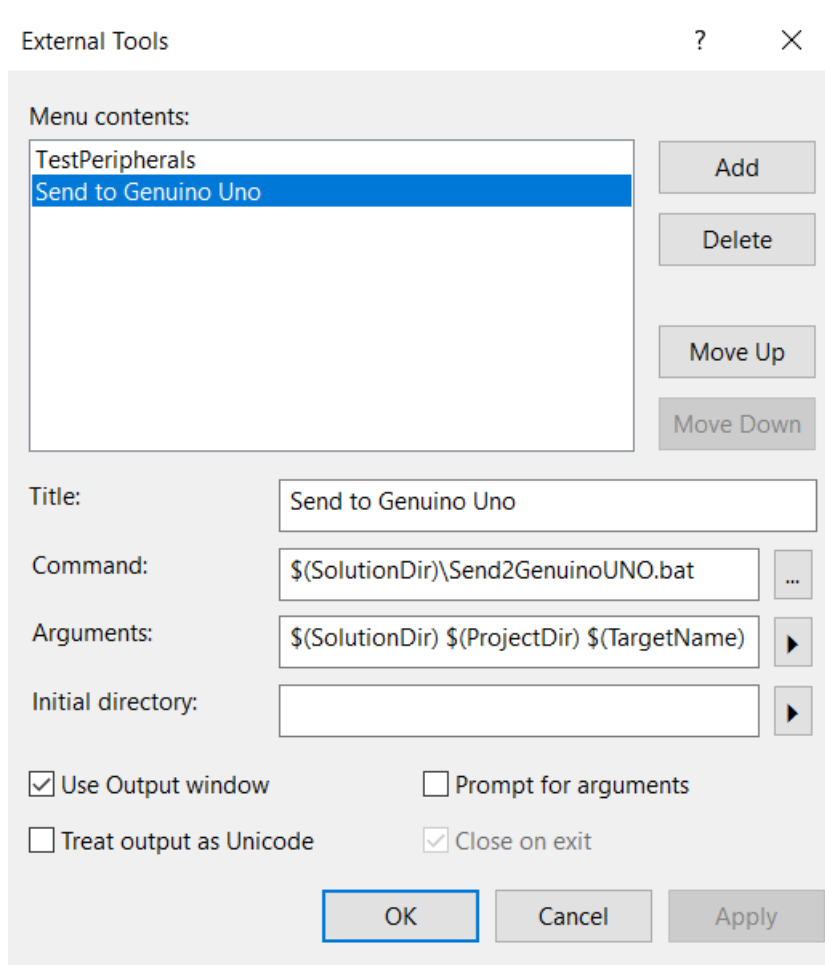 External Tools ?
Menu contents:
TestPeripherals
Send to Genuino Uno
Add
Delete
Move Up
Move Down
Title: Send to Genuino Uno
Command: $(SolutionDir)\Send2GenuinoUNO.bat ...
Arguments: $(SolutionDir) $(ProjectDir) $(TargetName)
Initial directory:
Use Output window Prompt for arguments
Treat output as Unicode Close on exit
OK Cancel Apply